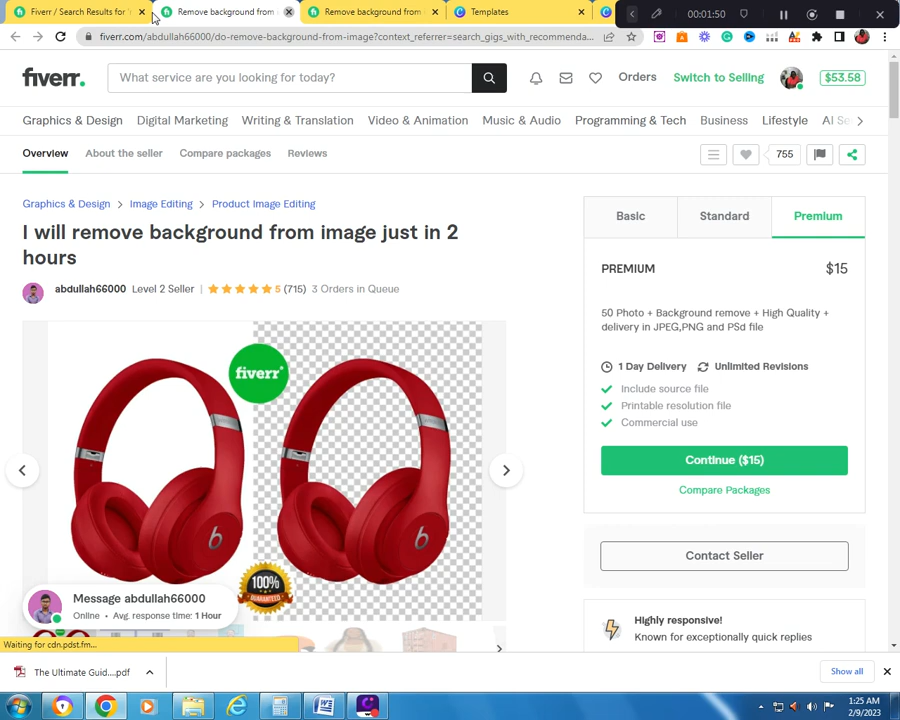 Fiverr / Search Results for '
Remove background from
Remove background from
Templates
00:01:50
fiverr.com/abdullah66000/do-remove-background-from-image?context_referrer=search_gigs_with_recommenda...
fiverr.
What service are you looking for today?
Orders
Switch to Selling
$53.58
Graphics & Design
Digital Marketing
Writing & Translation
Video & Animation
Music & Audio
Programming & Tech
Business
Lifestyle
AI Se
Overview
About the seller
Compare packages
Reviews
755
Graphics & Design > Image Editing > Product Image Editing
I will remove background from image just in 2
hours
abdullah66000 Level 2 Seller | 5 (715) 3 Orders in Queue
fiverr
b
b
100%
Message abdullah66000
Online • Avg. response time: 1 Hour
Basic
Standard
Premium
PREMIUM
$15
50 Photo + Background remove + High Quality +
delivery in JPEG,PNG and PSd file
1 Day Delivery
Unlimited Revisions
Include source file
Printable resolution file
Commercial use
Continue ($15)
Compare Packages
Contact Seller
Highly responsive!
Known for exceptionally quick replies
Waiting for cdn.pdst.fm...
The Ultimate Guid....pdf
Show all
1:25 AM
2/9/2023